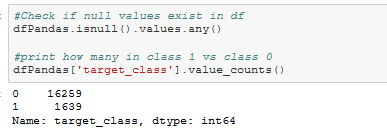 #Check if null values exist in df
dfPandas.isnull().values.any()
#print how many in class 1 vs class 0
dfPandas['target_class'].value_counts()
0    16259
1     1639
Name: target_class, dtype: int64